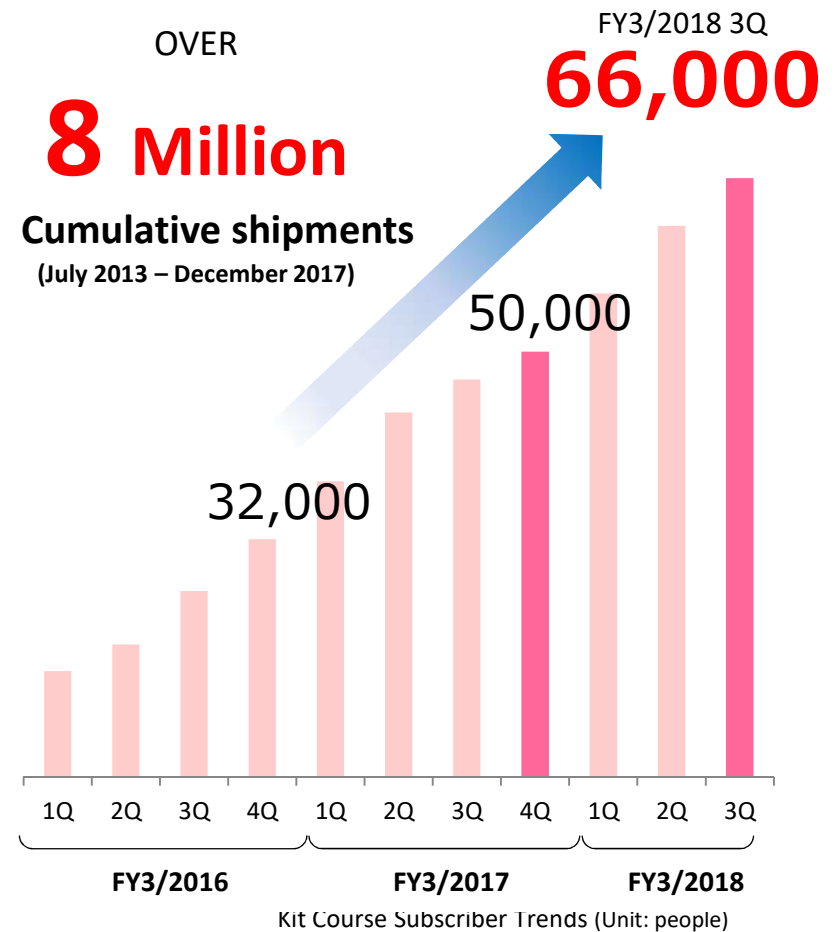 OVER
8 Million
Cumulative shipments
(July 2013 – December 2017)
FY3/2018 3Q
66,000
50,000
32,000
1Q 2Q 3Q 4Q 1Q 2Q 3Q 4Q 1Q 2Q 3Q
FY3/2016 FY3/2017 FY3/2018
Kit Course Subscriber Trends (Unit: people)